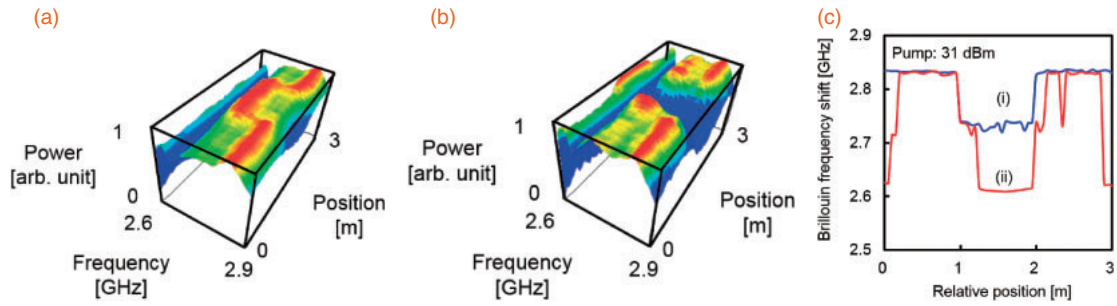 (a)
1
Power
[arb. unit]
0
2.6
Frequency
[GHz]
2.9
0
Position
[m]
3
(b)
1
Power
[arb. unit]
0
2.6
Frequency
[GHz]
2.9
0
Position
[m]
3
(c)
Brillouin frequency shift [GHz]
2.9
2.8
2.7
2.6
2.5
Pump: 31 dBm
(i)
(ii)
0
1
2
3
Relative position [m]